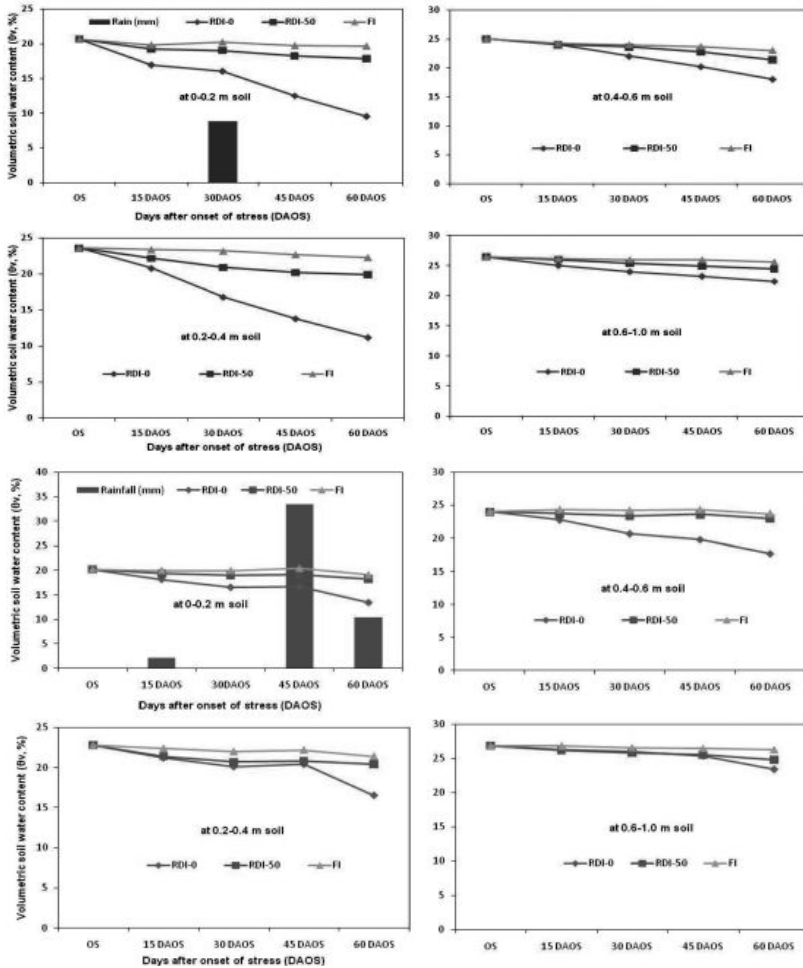 Rain (mm) RDI-0 RDI-50 FI
Volumetric soil water content (θv, %)
25
20
15
10
5
0
at 0-0.2 m soil
OS 15 DAOS 30DAOS 45 DAOS 60 DAOS
Days after onset of stress (DAOS)
30
25
20
15
10
5
0
at 0.4-0.6 m soil
RDI-0 RDI-50 FI
OS 15 DAOS 30 DAOS 45 DAOS 60 DAOS
Volumetric soil water content (θv, %)
25
20
15
10
5
0
at 0.2-0.4 m soil
RDI-0 RDI-50 FI
OS 15 DAOS 30 DAOS 45 DAOS 60 DAOS
Days after onset of stress (DAOS)
30
25
20
15
10
5
0
at 0.6-1.0 m soil
RDI-0 RDI-50 FI
OS 15 DAOS 30 DAOS 45 DAOS 60 DAOS
Volumetric soil water content (θv, %)
40
35
30
25
20
15
10
5
0
Rainfall (mm) RDI-0 RDI-50 FI
at 0-0.2 m soil
OS 15 DAOS 30DAOS 45 DAOS 60 DAOS
Days after onset of stress (DAOS)
30
25
20
15
10
5
0
at 0.4-0.6 m soil
RDI-0 RDI-50 FI
OS 15 DAOS 30 DAOS 45 DAOS 60 DAOS
Volumetric soil water content (θv, %)
25
20
15
10
5
0
at 0.2-0.4 m soil
RDI-0 RDI-50 FI
OS 15 DAOS 30 DAOS 45 DAOS 60 DAOS
Days after onset of stress (DAOS)
30
25
20
15
10
5
0
at 0.6-1.0 m soil
RDI-0 RDI-50 FI
OS 15 DAOS 30 DAOS 45 DAOS 60 DAOS